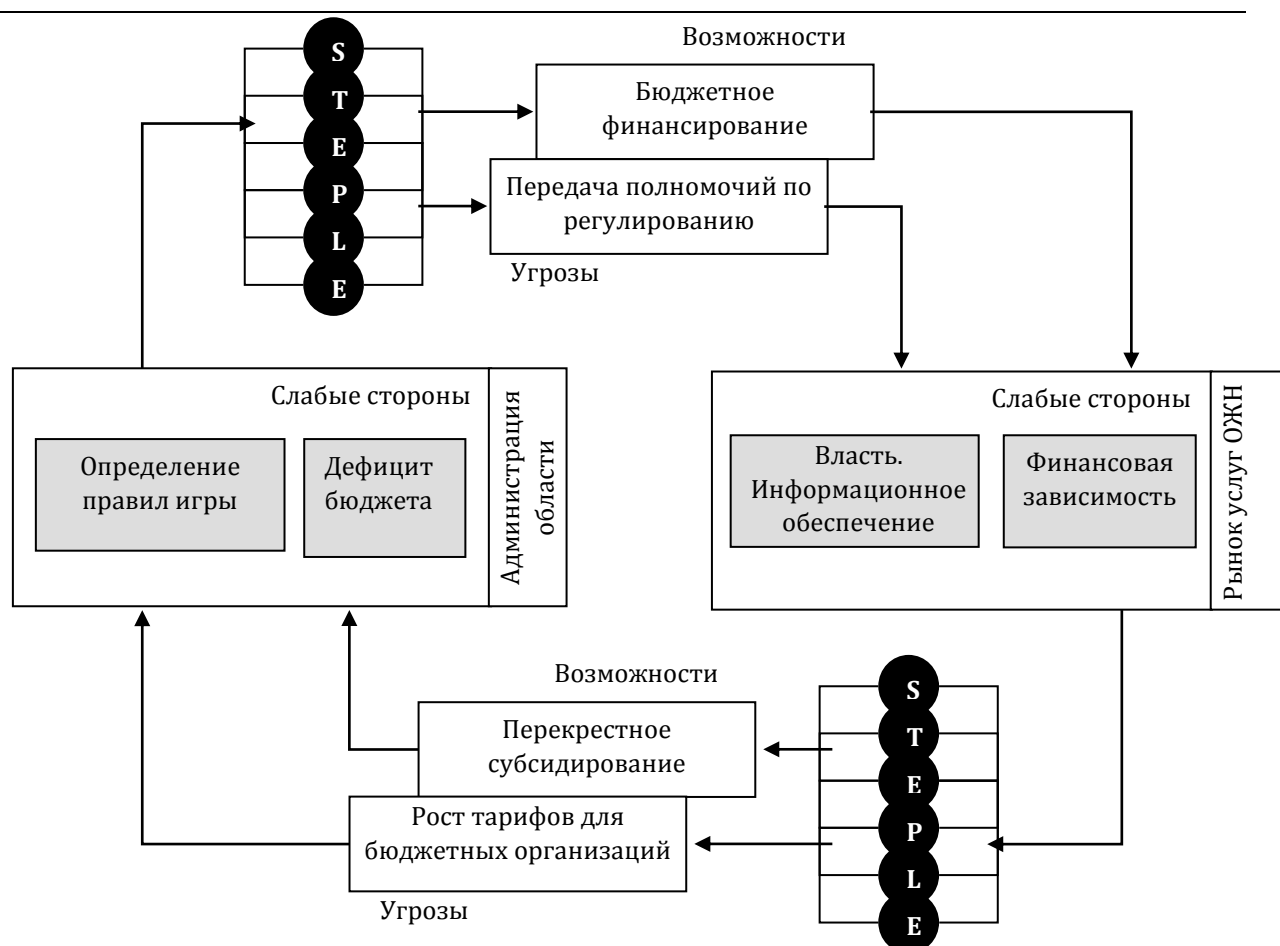 S
T
E
P
L
E
Возможности
Бюджетное
финансирование
Передача полномочий по
регулированию
Угрозы
Слабые стороны
Определение
правил игры
Дефицит
бюджета
Администрация
области
Слабые стороны
Власть.
Информационное
обеспечение
Финансовая
зависимость
Рынок услуг ОЖН
Возможности
Перекрестное
субсидирование
Рост тарифов для
бюджетных организаций
Угрозы
S
T
E
P
L
E